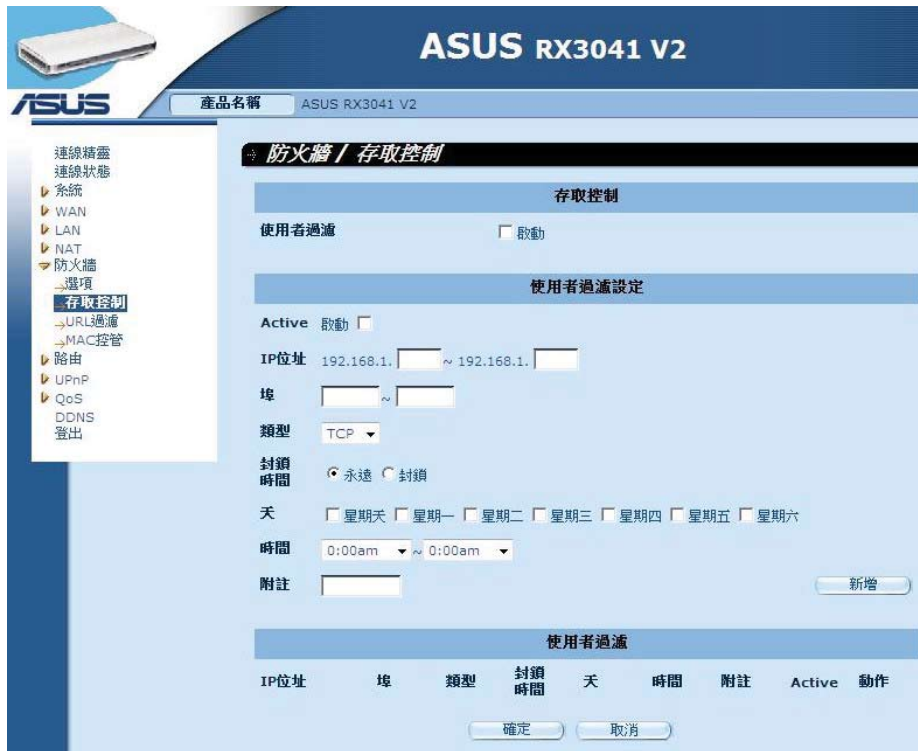 ASUS RX3041 V2
ASUS
產品名稱 ASUS RX3041 V2
連線精靈
連線狀態
系統
WAN
LAN
NAT
防火牆
選項
存取控制
URL過濾
MAC控管
路由
UPnP
QoS
DDNS
登出
防火牆 / 存取控制
存取控制
使用者過濾 啟動
使用者過濾設定
Active 啟動
IP位址 192.168.1. ~ 192.168.1.
埠 ~
類型 TCP
封鎖時間 永遠 封鎖
天 星期天 星期一 星期二 星期三 星期四 星期五 星期六
時間 0:00am ~ 0:00am
附註 新增
使用者過濾
IP位址 埠 類型 封鎖時間 天 時間 附註 Active 動作
確定 取消